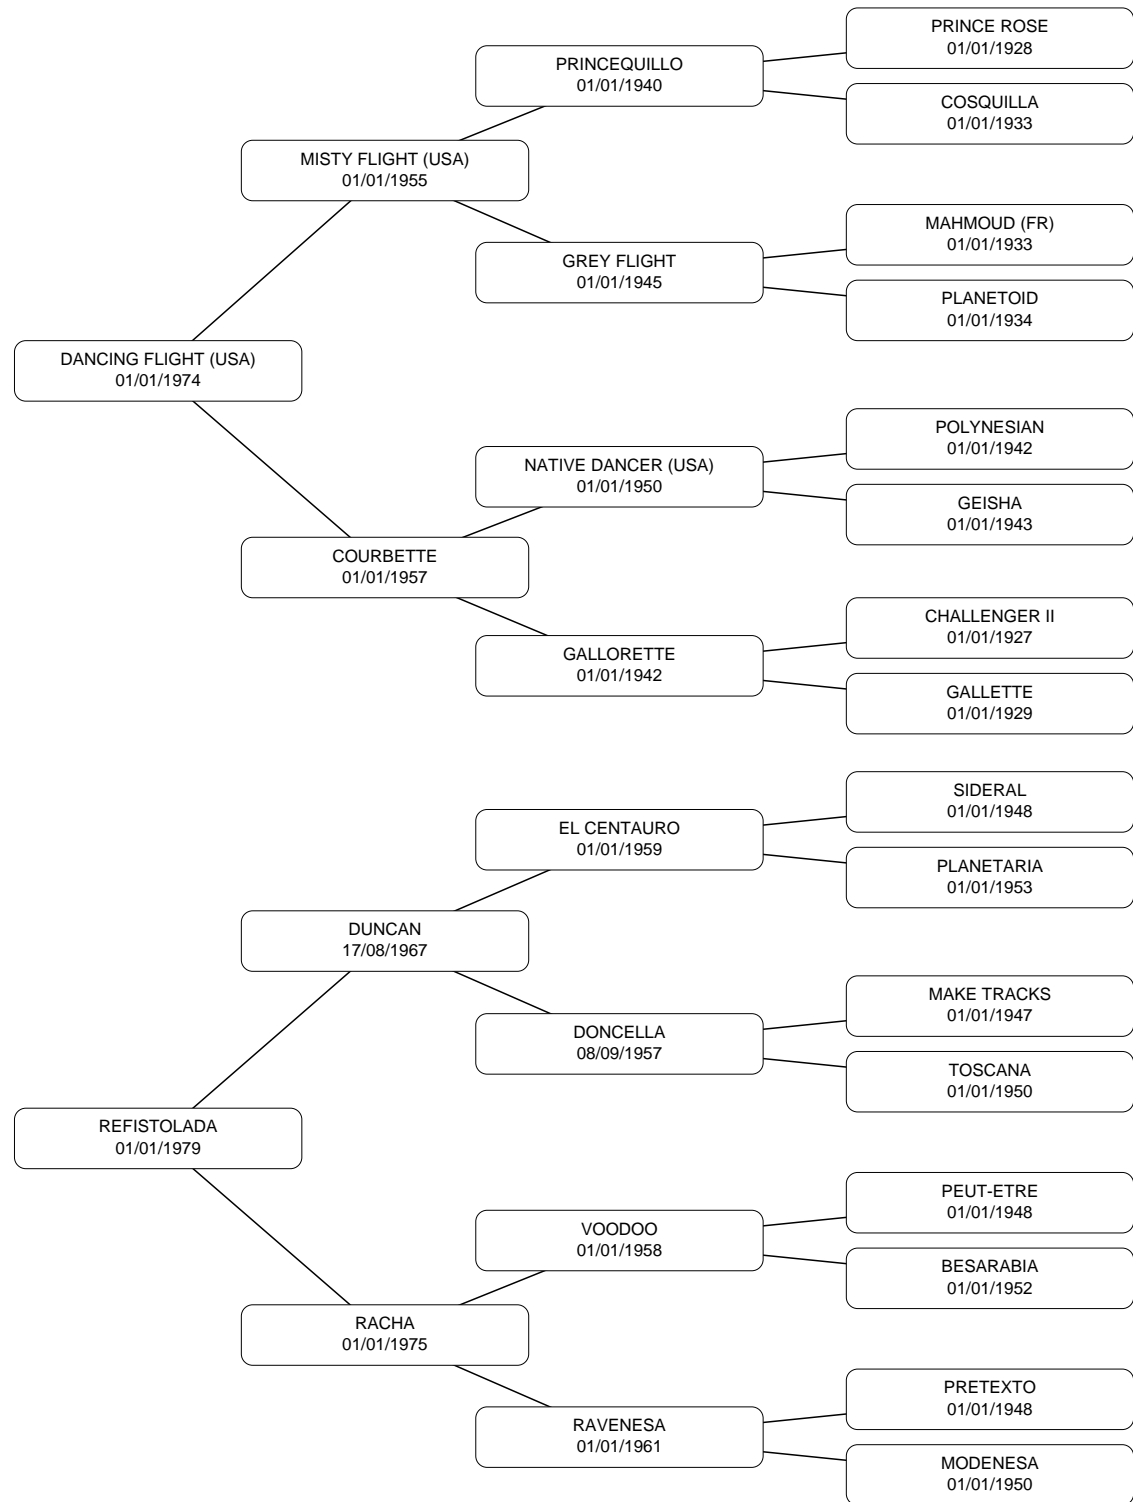 PRINCE ROSE
01/01/1928
PRINCEQUILLO
01/01/1940
COSQUILLA
01/01/1933
MISTY FLIGHT (USA)
01/01/1955
MAHMOUD (FR)
01/01/1933
GREY FLIGHT
01/01/1945
PLANETOID
01/01/1934
DANCING FLIGHT (USA)
01/01/1974
POLYNESIAN
01/01/1942
NATIVE DANCER (USA)
01/01/1950
GEISHA
01/01/1943
COURBETTE
01/01/1957
CHALLENGER II
01/01/1927
GALLORETTE
01/01/1942
GALLETTE
01/01/1929
SIDERAL
01/01/1948
EL CENTAURO
01/01/1959
PLANETARIA
01/01/1953
DUNCAN
17/08/1967
MAKE TRACKS
01/01/1947
DONCELLA
08/09/1957
TOSCANA
01/01/1950
REFISTOLADA
01/01/1979
PEUT-ETRE
01/01/1948
VOODOO
01/01/1958
BESARABIA
01/01/1952
RACHA
01/01/1975
PRETEXTO
01/01/1948
RAVENESA
01/01/1961
MODENESA
01/01/1950